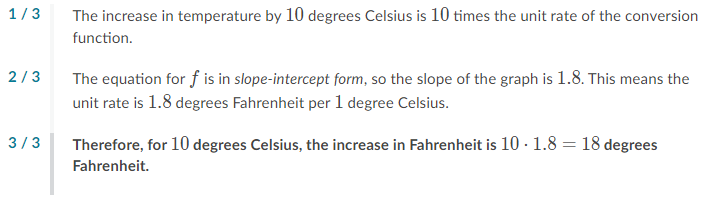 1 / 3 The increase in temperature by 10 degrees Celsius is 10 times the unit rate of the conversion
function.
2 / 3 The equation for f is in slope-intercept form, so the slope of the graph is 1.8. This means the
unit rate is 1.8 degrees Fahrenheit per 1 degree Celsius.
3 / 3 Therefore, for 10 degrees Celsius, the increase in Fahrenheit is 10 · 1.8 = 18 degrees
Fahrenheit.